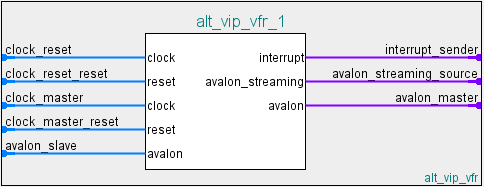 alt_vip_vfr_1
clock_reset clock interrupt interrupt_sender
clock_reset_reset reset avalon_streaming avalon_streaming_source
clock_master clock avalon avalon_master
clock_master_reset reset
avalon_slave avalon
alt_vip_vfr